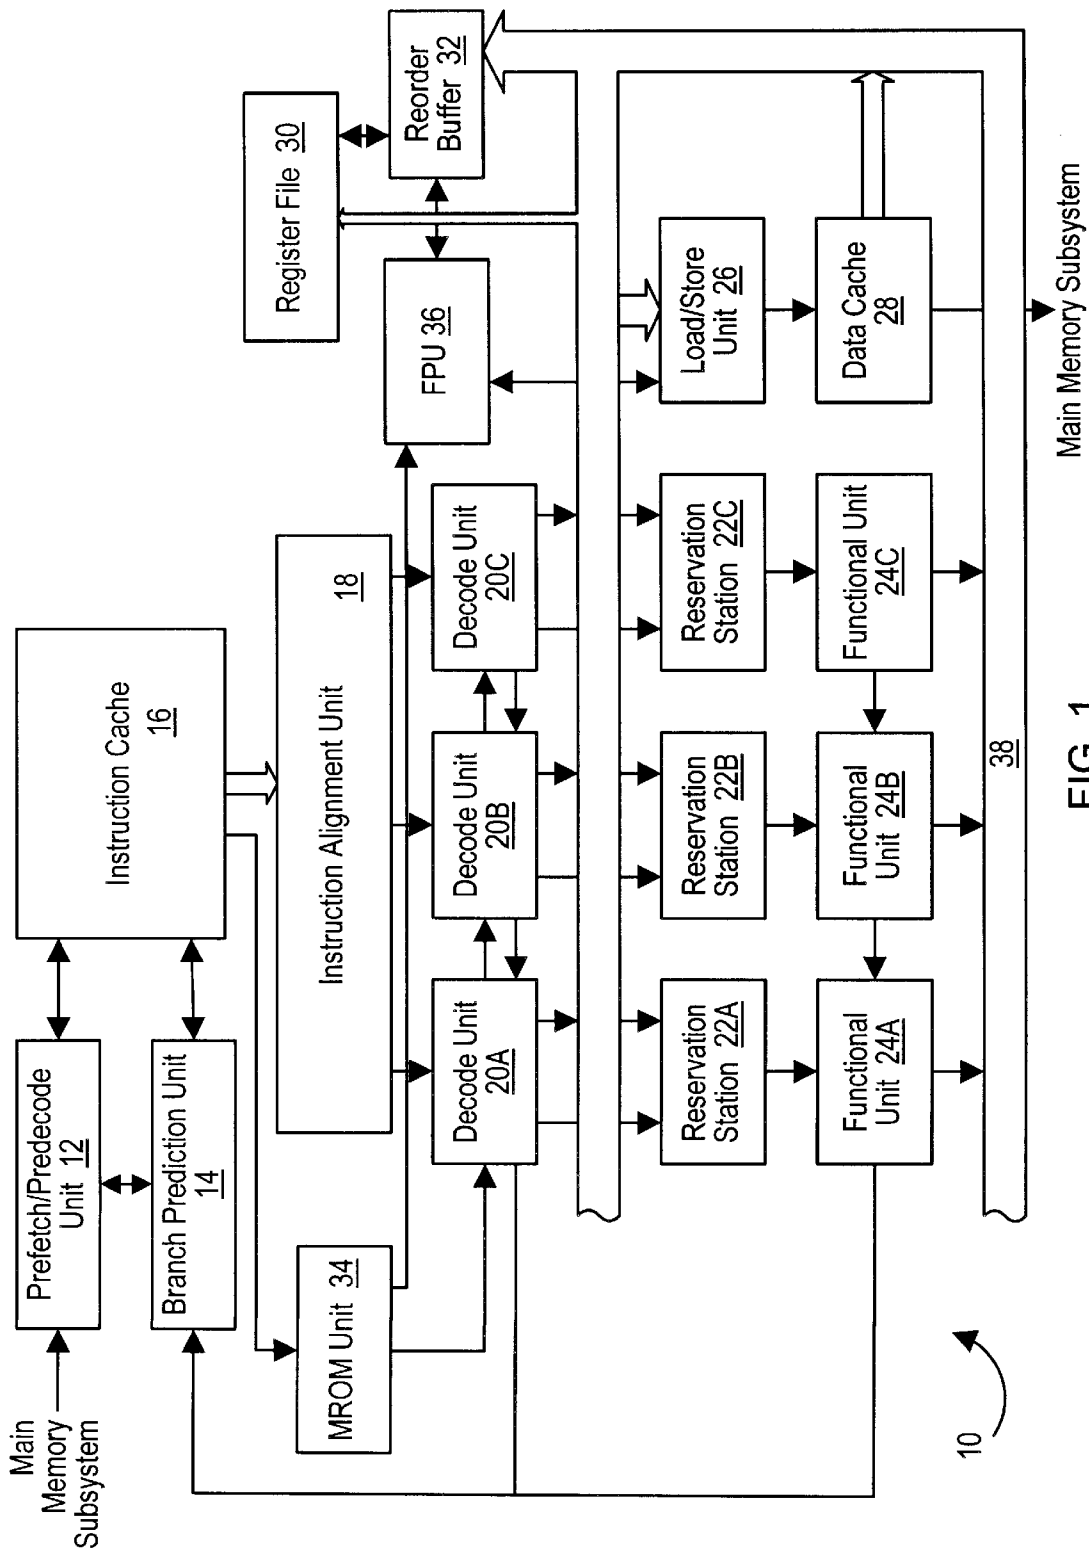 Main
Memory
Subsystem
Prefetch/Predecode
Unit 12
Branch Prediction Unit
14
Instruction Cache
16
MROM Unit 34
Instruction Alignment Unit
18
Register File 30
Reorder
Buffer 32
FPU 36
Decode Unit
20A
Decode Unit
20B
Decode Unit
20C
Reservation
Station 22A
Reservation
Station 22B
Reservation
Station 22C
Load/Store
Unit 26
Functional
Unit 24A
Functional
Unit 24B
Functional Unit
24C
Data Cache
28
38
10
Main Memory Subsystem
FIG. 1